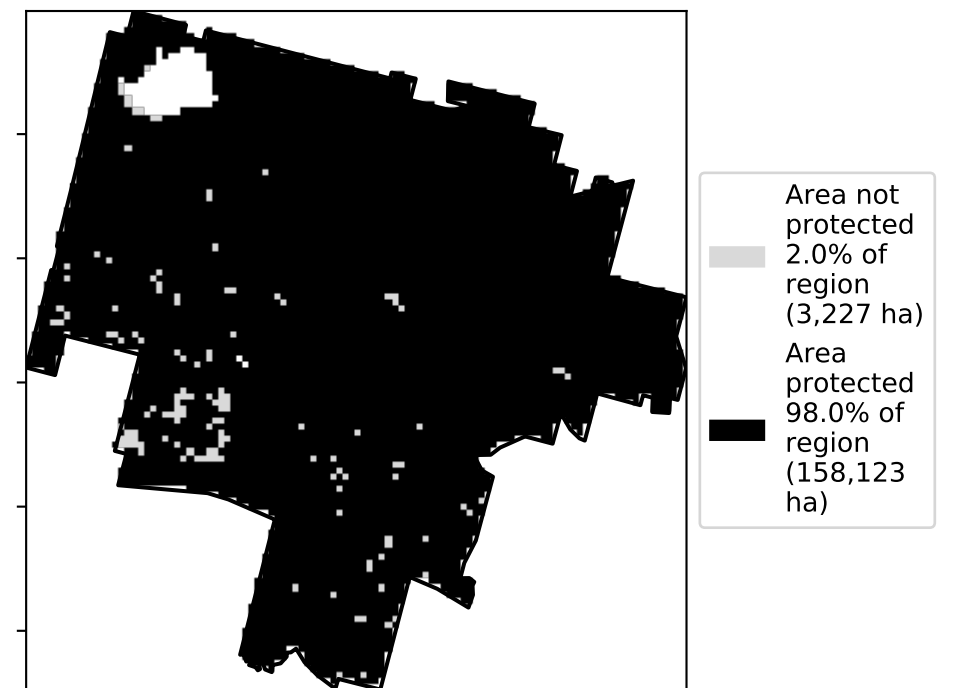 Area not
protected
2.0% of
region
(3,227 ha)
Area
protected
98.0% of
region
(158,123
ha)